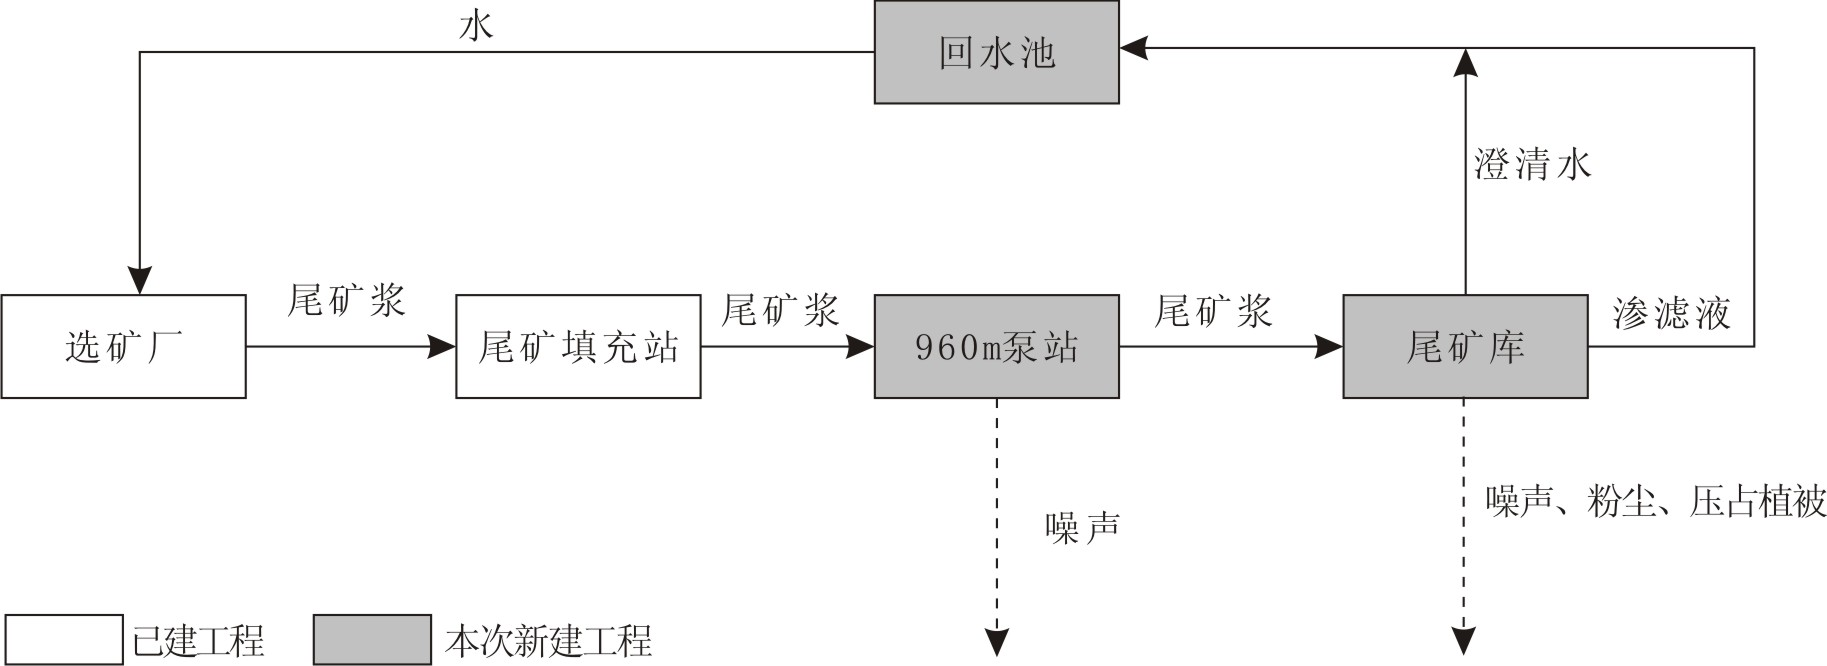 水
回水池
澄清水
尾矿浆
尾矿浆
尾矿浆
渗滤液
选矿厂
尾矿填充站
960m泵站
尾矿库
噪声
噪声、粉尘、压占植被
已建工程
本次新建工程